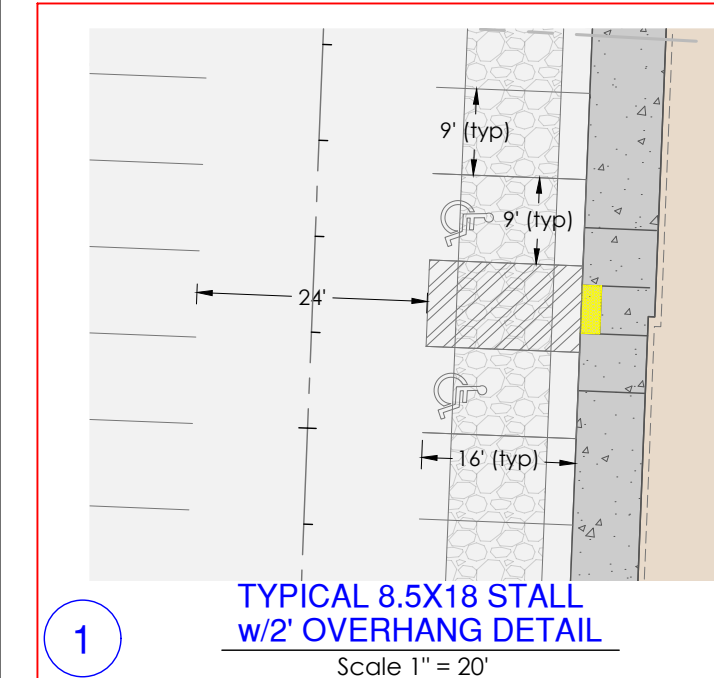 9' (typ)
9' (typ)
24'
16' (typ)
1
TYPICAL 8.5X18 STALL
w/2' OVERHANG DETAIL
Scale 1" = 20'